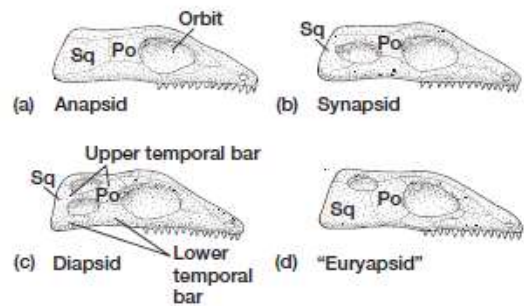 Orbit
Sq Po
(a) Anapsid
Sq Po
(b) Synapsid
Upper temporal bar
Sq
Po
Lower
temporal
bar
(c) Diapsid
Sq Po
(d) "Euryapsid"